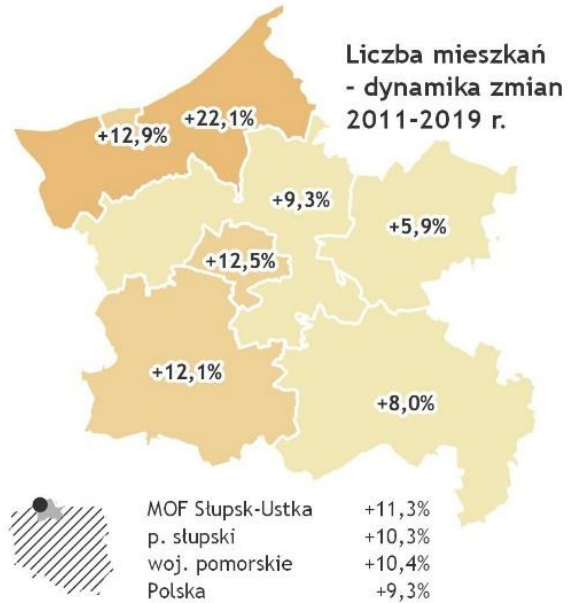 Liczba mieszkań
- dynamika zmian
2011-2019 r.
+22,1%
+12,9%
+9,3%
+5,9%
+12,5%
+12,1%
+8,0%
MOF Słupsk-Ustka +11,3%
p. słupski +10,3%
woj. pomorskie +10,4%
Polska +9,3%